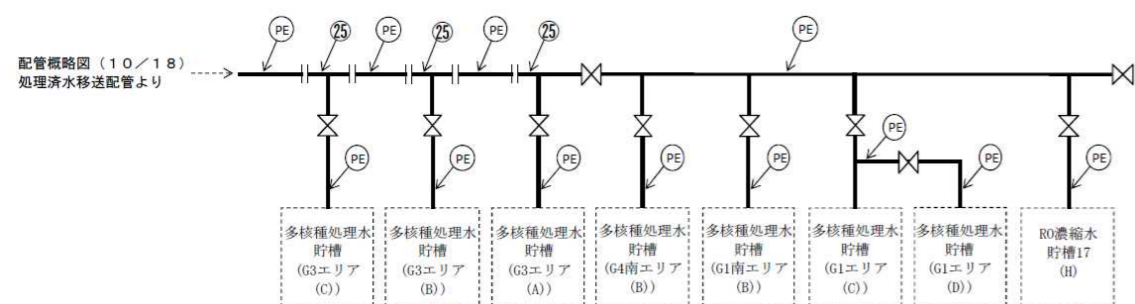 PE
25
PE
25
PE
25
PE
配管概略図(10/18)
処理済水移送配管より
PE
PE
PE
PE
PE
PE
PE
PE
PE
多核種処理水
貯槽
(G3エリア
(C))
多核種処理水
貯槽
(G3エリア
(B))
多核種処理水
貯槽
(G3エリア
(A))
多核種処理水
貯槽
(G4南エリア
(B))
多核種処理水
貯槽
(G1南エリア
(B))
多核種処理水
貯槽
(G1エリア
(C))
多核種処理水
貯槽
(G1エリア
(D))
RO濃縮水
貯槽17
(H)